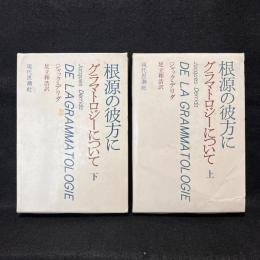 根源の彼方に
グラマトロジーについて 下
Jacques Derrida
DE LA GRAMMATOLOGIE
ジャック・デリダ
足立和浩訳
現代思潮社
根源の彼方に
グラマトロジーについて 上
Jacques Derrida
DE LA GRAMMATOLOGIE
ジャック・デリダ
足立和浩訳
現代思潮社